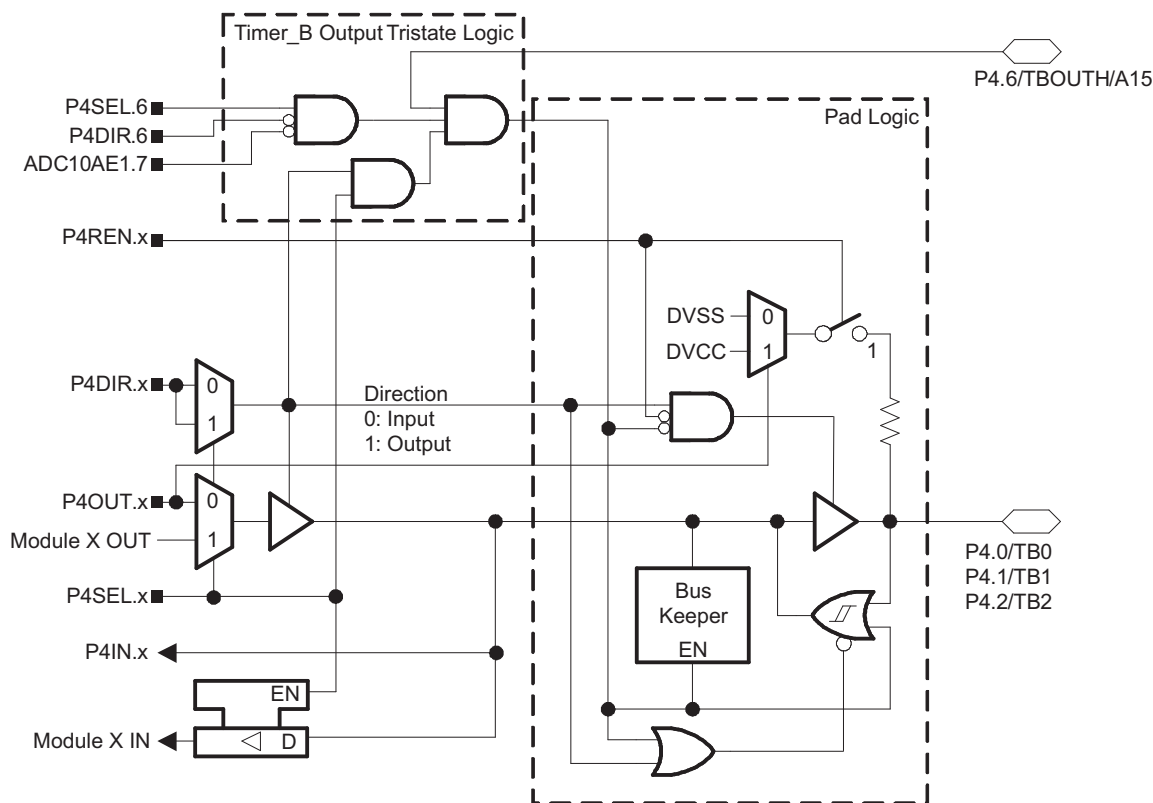 Timer_B Output Tristate Logic
P4.6/TBOUTH/A15
P4SEL.6
P4DIR.6
ADC10AE1.7
Pad Logic
P4REN.x
DVSS
0
DVCC
1
1
P4DIR.x
0
1
Direction
0: Input
1: Output
P4OUT.x
0
Module X OUT
1
P4.0/TB0
P4.1/TB1
P4.2/TB2
P4SEL.x
Bus
Keeper
EN
P4IN.x
EN
Module X IN
D